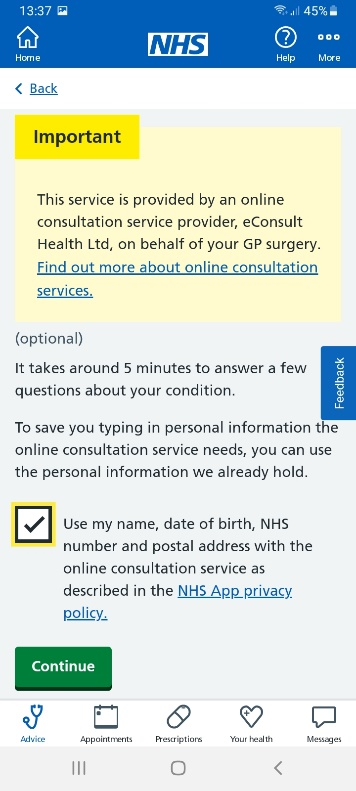 13:37 45%
NHS
Home Help More
Back
Important
This service is provided by an online
consultation service provider, eConsult
Health Ltd, on behalf of your GP surgery.
Find out more about online consultation
services.
(optional)
It takes around 5 minutes to answer a few
questions about your condition.
Feedback
To save you typing in personal information the
online consultation service needs, you can use
the personal information we already hold.
Use my name, date of birth, NHS
number and postal address with the
online consultation service as
described in the NHS App privacy
policy.
Continue
Advice Appointments Prescriptions Your health Messages